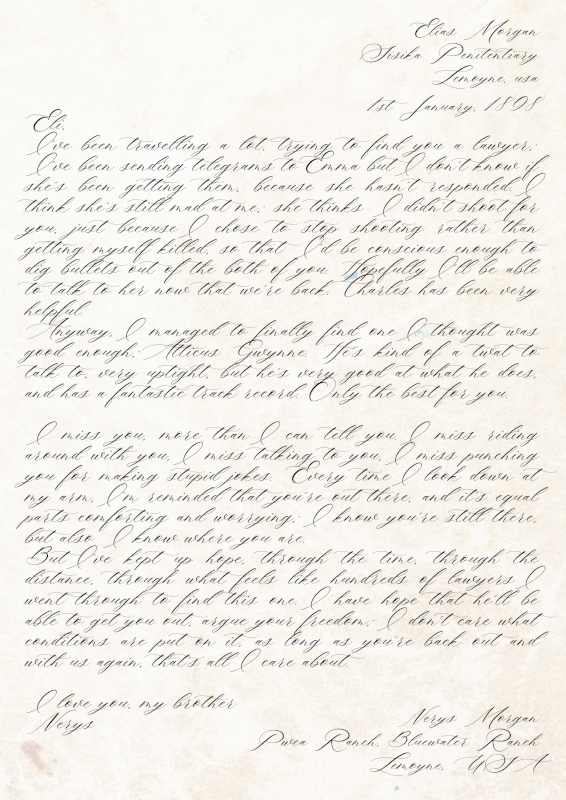 Elias Morgan
Sisika Penitentiary
Lemoyne, usa
1st January, 1898
Eli,
I've been travelling a lot, trying to find you a lawyer;
I've been sending telegrams to Emma but I don't know if
she's been getting them, because she hasn't responded. I
think she's still mad at me; she thinks I didn't shoot for
you, just because I chose to stop shooting rather than
getting myself killed, so that I'd be conscious enough to
dig bullets out of the both of you. Hopefully I'll be able
to talk to her now that we're back. Charles has been very
helpful.
Anyway, I managed to finally find one I thought was
good enough; Atticus Gwynne. He's kind of a twat to
talk to, very uptight, but he's very good at what he does,
and has a fantastic track record. Only the best for you.
I miss you, more than I can tell you. I miss riding
around with you, I miss talking to you, I miss punching
you for making stupid jokes. Every time I look down at
my arm, I'm reminded that you're out there, and it's equal
parts comforting and worrying; I know you're still there,
but also I know where you are.
But I've kept up hope, through the time, through the
distance, through what feels like hundreds of lawyers I
went through to find this one, I have hope that he'll be
able to get you out, argue your freedom; I don't care what
conditions are put on it, as long as you're back out and
with us again, that's all I care about.
I love you, my brother
Nerys
Nerys Morgan
Pwca Ranch, Bluewater Ranch
Lemoyne, USA